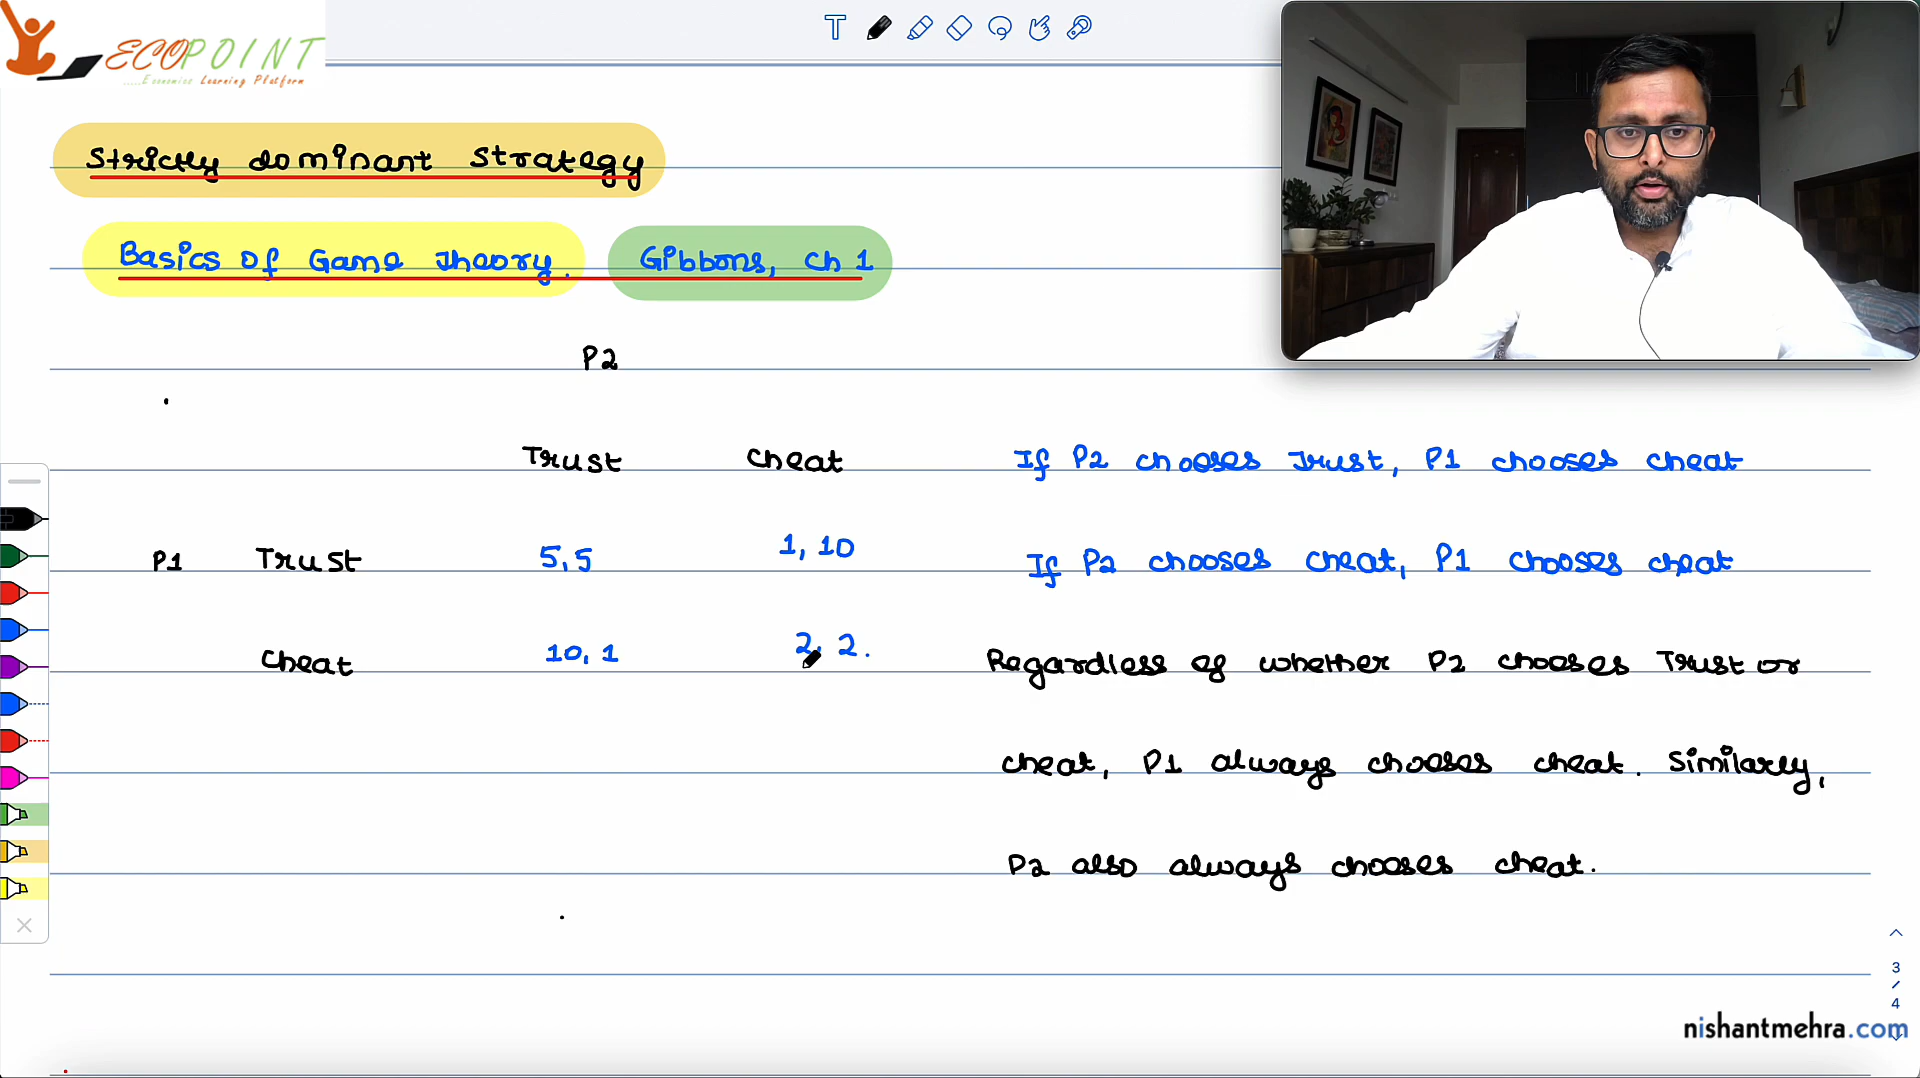 ECOPOINT
.....Economics Learning Platform
Strictly dominant strategy
Basics of Game Theory. Gibbons, Ch 1
P2
Trust Cheat
If P2 chooses Trust, P1 chooses cheat
P1 Trust 5,5 1, 10
If P2 chooses cheat, P1 chooses cheat
Cheat 10, 1 2, 2.
Regardless of whether P2 chooses Trust or
cheat, P1 always chooses cheat. Similarly,
P2 also always chooses cheat.
3
/
4
nishantmehra.com